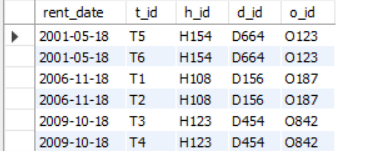 rent_date t_id h_id d_id o_id
2001-05-18 T5 H154 D664 O123
2001-05-18 T6 H154 D664 O123
2006-11-18 T1 H108 D156 O187
2006-11-18 T2 H108 D156 O187
2009-10-18 T3 H123 D454 O842
2009-10-18 T4 H123 D454 O842